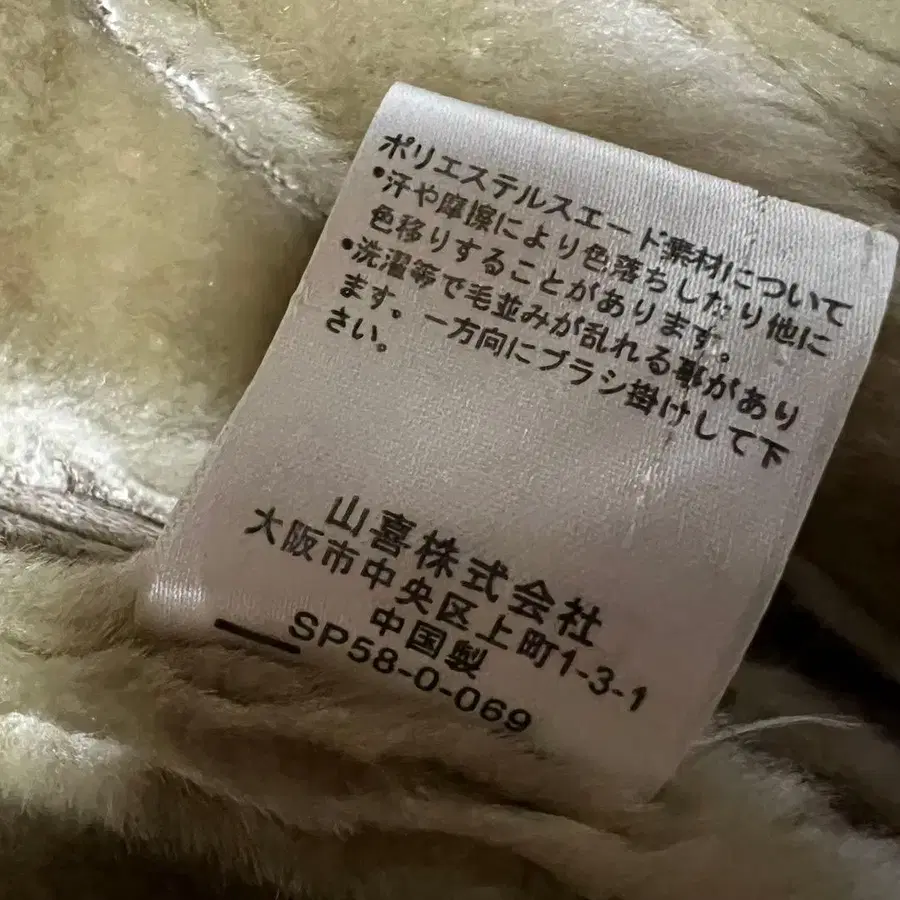 ポリエステルスエード素材について
•汗や摩擦により色落ちしたり他に
色移りすることがあります。
•洗濯等で毛並みが乱れる事があり
ます。一方向にブラシ掛けして下
さい。
山喜株式会社
大阪市中央区上町1-3-1
中国製
SP58-0-069